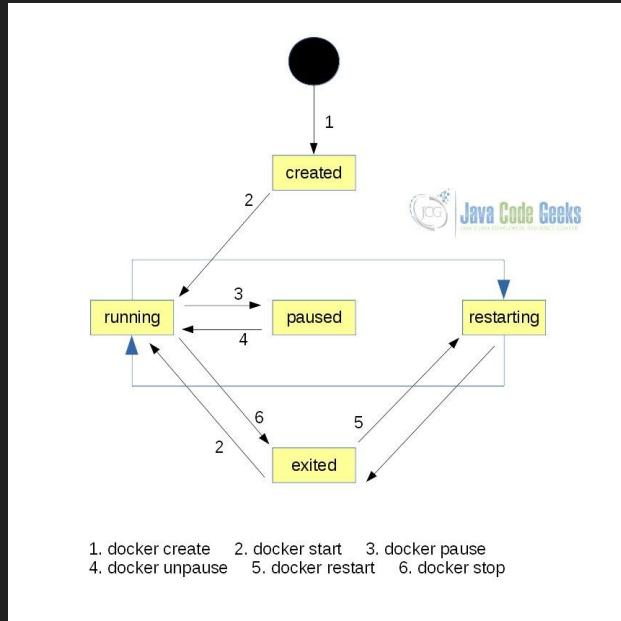 1
created
2
JCG
Java Code Geeks
running
3
paused
restarting
4
6
5
2
exited
1. docker create 2. docker start 3. docker pause
4. docker unpause 5. docker restart 6. docker stop